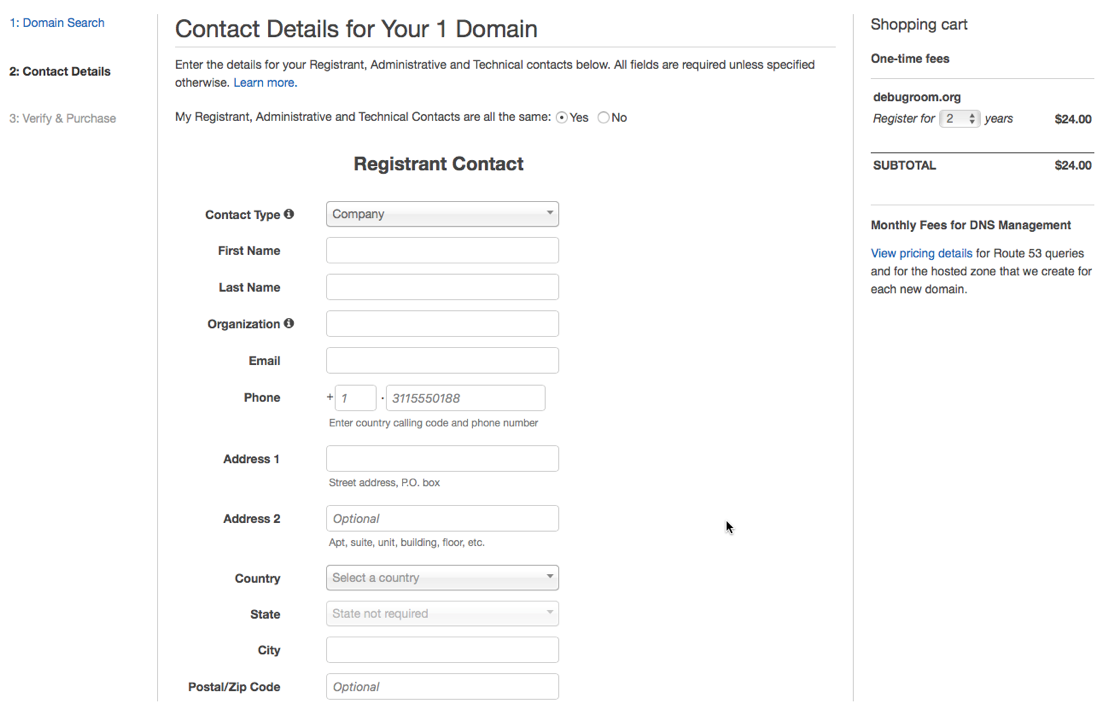 1: Domain Search
2: Contact Details
3: Verify & Purchase
Contact Details for Your 1 Domain
Enter the details for your Registrant, Administrative and Technical contacts below. All fields are required unless specified
otherwise. Learn more.
My Registrant, Administrative and Technical Contacts are all the same: Yes No
Registrant Contact
Contact Type Company
First Name
Last Name
Organization
Email
Phone + 1 . 3115550188
Enter country calling code and phone number
Address 1
Street address, P.O. box
Address 2 Optional
Apt, suite, unit, building, floor, etc.
Country Select a country
State State not required
City
Postal/Zip Code Optional
Shopping cart
One-time fees
debugroom.org
Register for 2 years $24.00
SUBTOTAL $24.00
Monthly Fees for DNS Management
View pricing details for Route 53 queries
and for the hosted zone that we create for
each new domain.